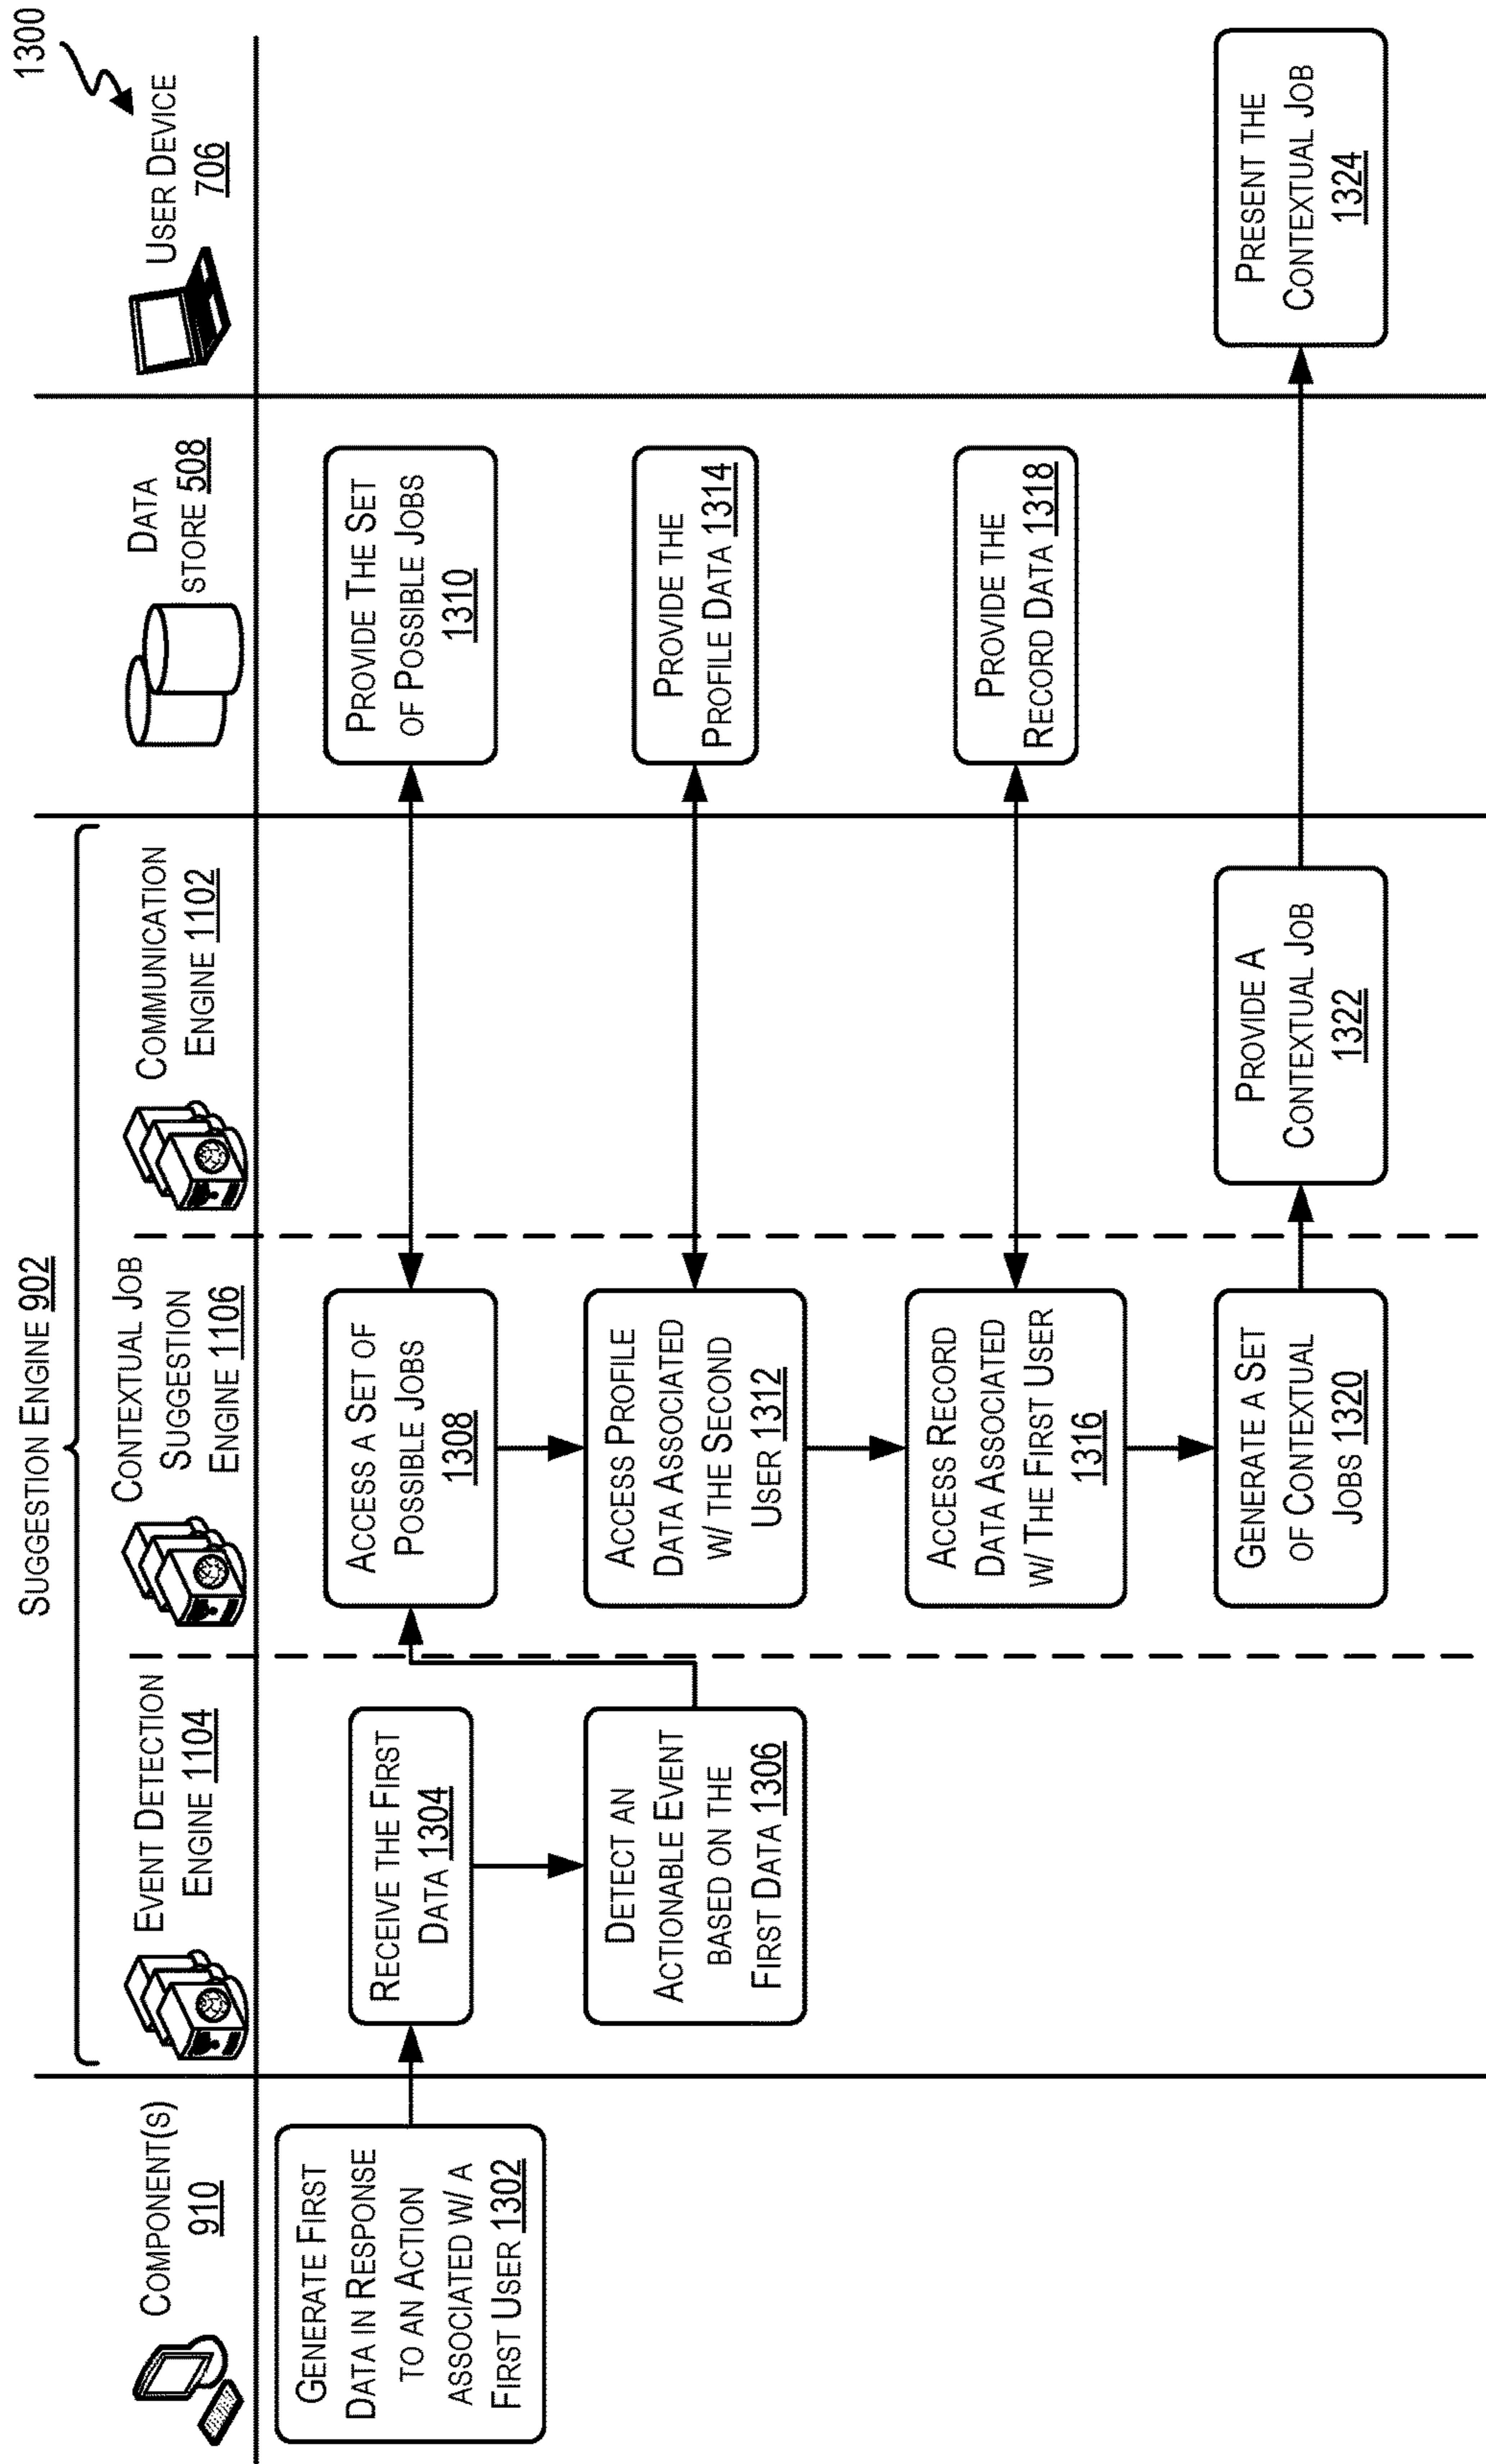 1300
SUGGESTION ENGINE 902
COMPONENT(S)
910
EVENT DETECTION
ENGINE 1104
CONTEXTUAL JOB
SUGGESTION
ENGINE 1106
COMMUNICATION
ENGINE 1102
DATA
STORE 508
USER DEVICE
706
GENERATE FIRST
DATA IN RESPONSE
TO AN ACTION
ASSOCIATED W/ A
FIRST USER 1302
RECEIVE THE FIRST
DATA 1304
DETECT AN
ACTIONABLE EVENT
BASED ON THE
FIRST DATA 1306
ACCESS A SET OF
POSSIBLE JOBS
1308
PROVIDE THE SET
OF POSSIBLE JOBS
1310
ACCESS PROFILE
DATA ASSOCIATED
W/ THE SECOND
USER 1312
PROVIDE THE
PROFILE DATA 1314
ACCESS RECORD
DATA ASSOCIATED
W/ THE FIRST USER
1316
PROVIDE THE
RECORD DATA 1318
GENERATE A SET
OF CONTEXTUAL
JOBS 1320
PROVIDE A
CONTEXTUAL JOB
1322
PRESENT THE
CONTEXTUAL JOB
1324